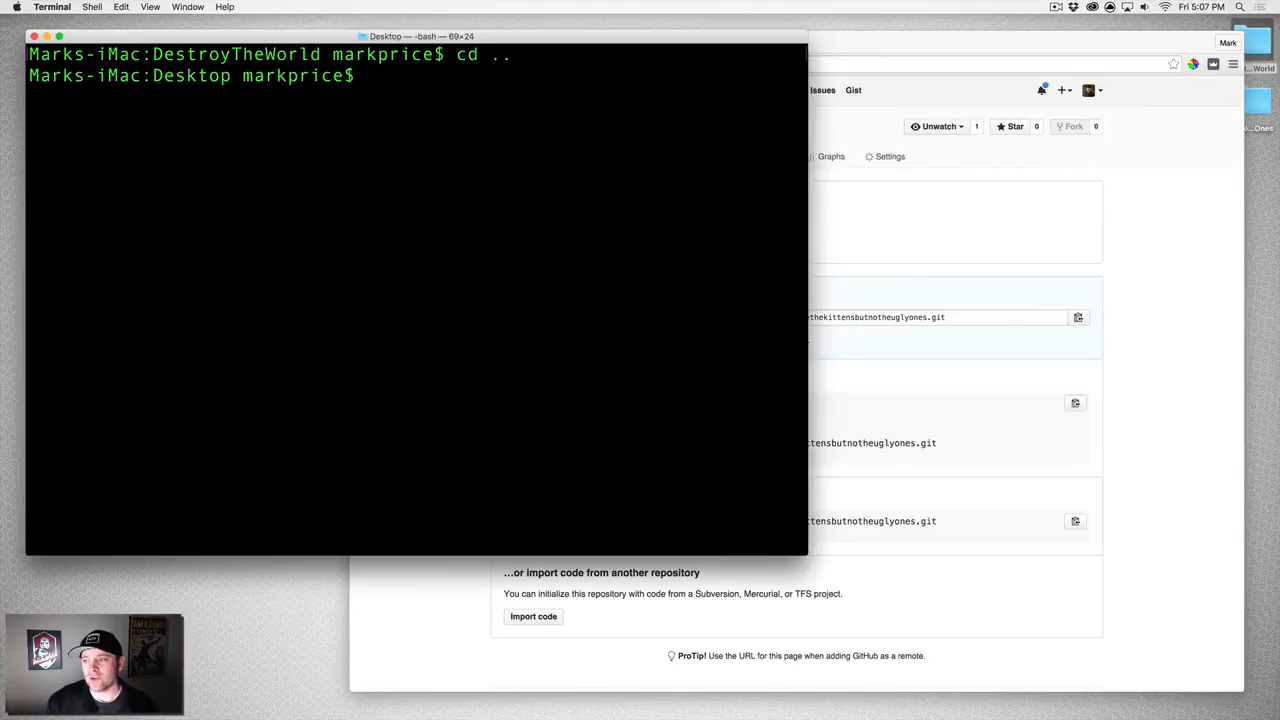 Terminal Shell Edit View Window Help Fri 5:07 PM
Desktop — -bash — 69×24
Marks-iMac:DestroyTheWorld markprice$ cd ..
Marks-iMac:Desktop markprice$
Mark
...World
e...Ones
Issues Gist
Unwatch 1 Star 0 Fork 0
Graphs Settings
ethekittensbutnotheuglyones.git
ttensbutnotheuglyones.git
ttensbutnotheuglyones.git
...or import code from another repository
You can initialize this repository with code from a Subversion, Mercurial, or TFS project.
Import code
ProTip! Use the URL for this page when adding GitHub as a remote.
AMAZING